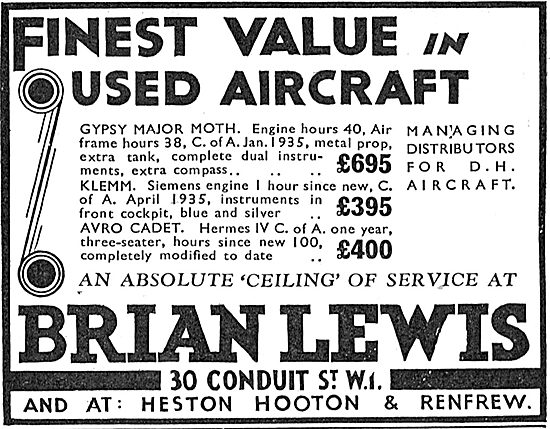 FINEST VALUE IN
USED AIRCRAFT
GYPSY MAJOR MOTH. Engine hours 40, Air
frame hours 38, C. of A. Jan. 1935, metal prop,
extra tank, complete dual instru-
ments, extra compass.. .. .. £695
KLEMM. Siemens engine 1 hour since new, C.
of A. April 1935, instruments in
front cockpit, blue and silver .. £395
AVRO CADET. Hermes IV C. of A. one year,
three-seater, hours since new 100,
completely modified to date .. £400
MANAGING
DISTRIBUTORS
FOR D.H.
AIRCRAFT.
AN ABSOLUTE 'CEILING' OF SERVICE AT
BRIAN LEWIS
30 CONDUIT ST. W.1.
AND AT: HESTON HOOTON & RENFREW.